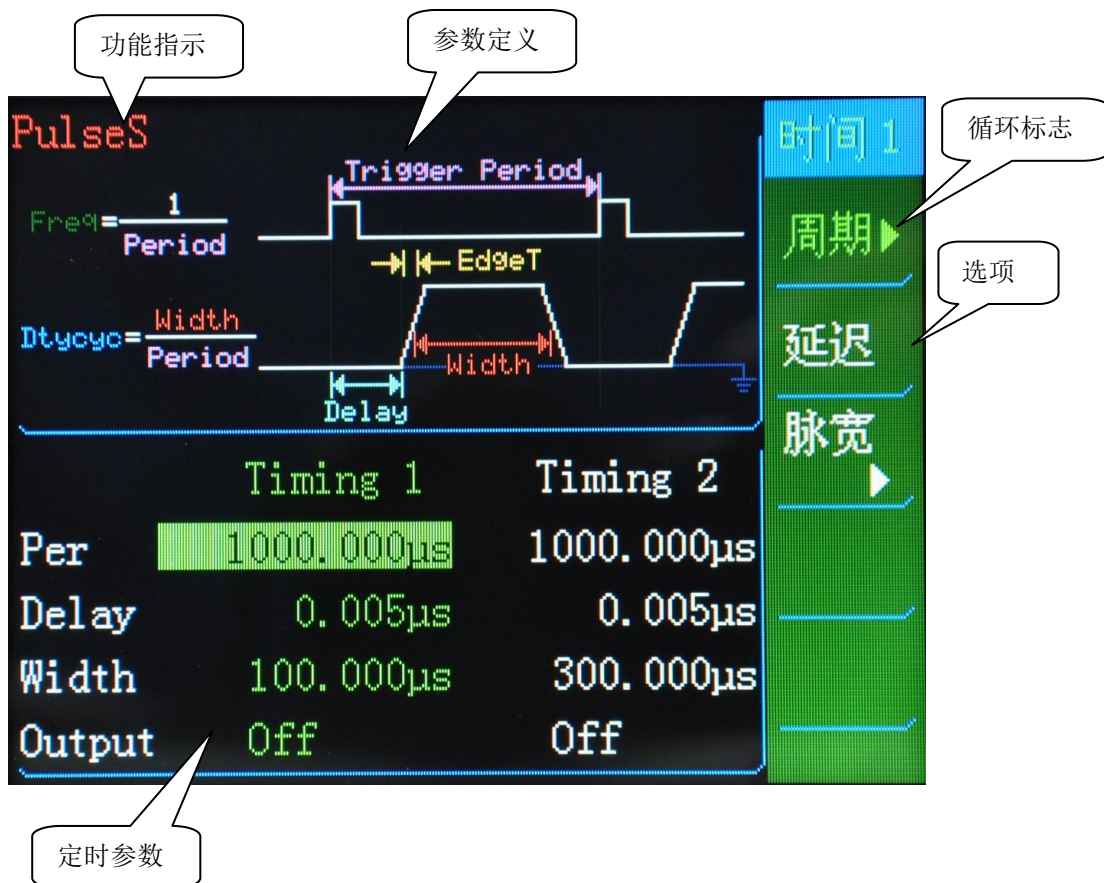 功能指示
参数定义
PulseS
时间 1
循环标志
Trigger Period
Freq=1/Period
周期
EdgeT
选项
Dtycyc=Width/Period
Width
延迟
Delay
脉宽
Timing 1 Timing 2
Per 1000.000μs 1000.000μs
Delay 0.005μs 0.005μs
Width 100.000μs 300.000μs
Output Off Off
定时参数